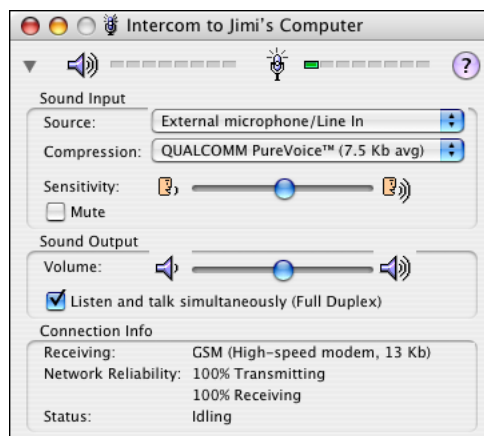 Intercom to Jimi's Computer
?
Sound Input
Source: External microphone/Line In
Compression: QUALCOMM PureVoice™ (7.5 Kb avg)
Sensitivity:
Mute
Sound Output
Volume:
Listen and talk simultaneously (Full Duplex)
Connection Info
Receiving: GSM (High-speed modem, 13 Kb)
Network Reliability: 100% Transmitting
100% Receiving
Status: Idling